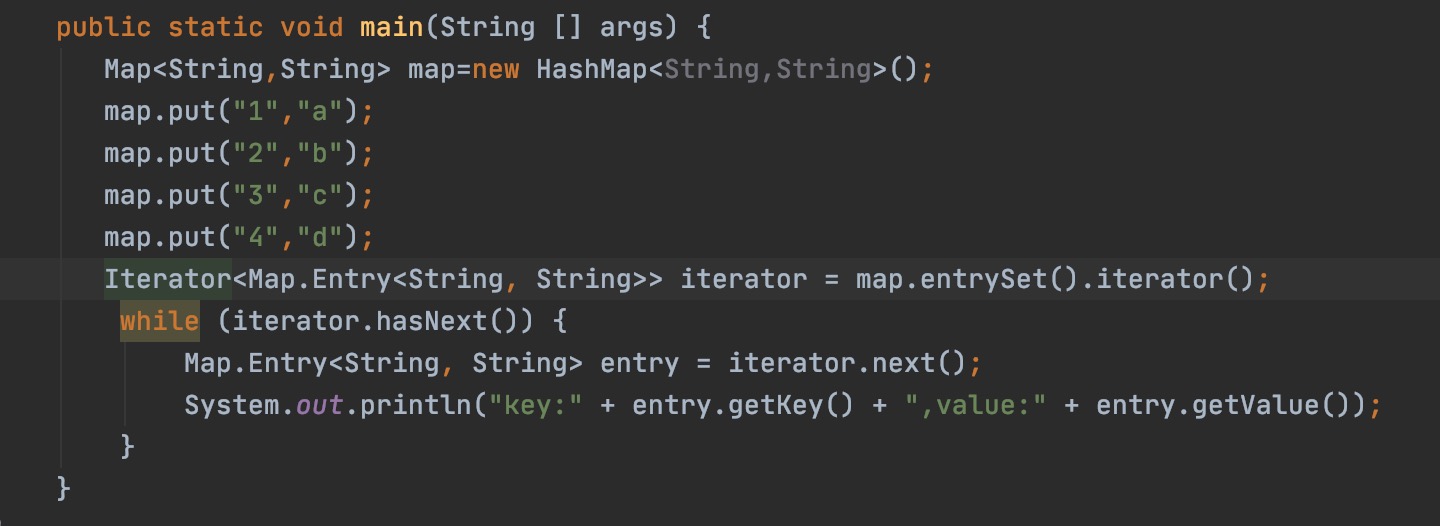 public static void main(String [] args) {
Map<String,String> map=new HashMap<String,String>();
map.put("1","a");
map.put("2","b");
map.put("3","c");
map.put("4","d");
Iterator<Map.Entry<String, String>> iterator = map.entrySet().iterator();
while (iterator.hasNext()) {
Map.Entry<String, String> entry = iterator.next();
System.out.println("key:" + entry.getKey() + ",value:" + entry.getValue());
}
}